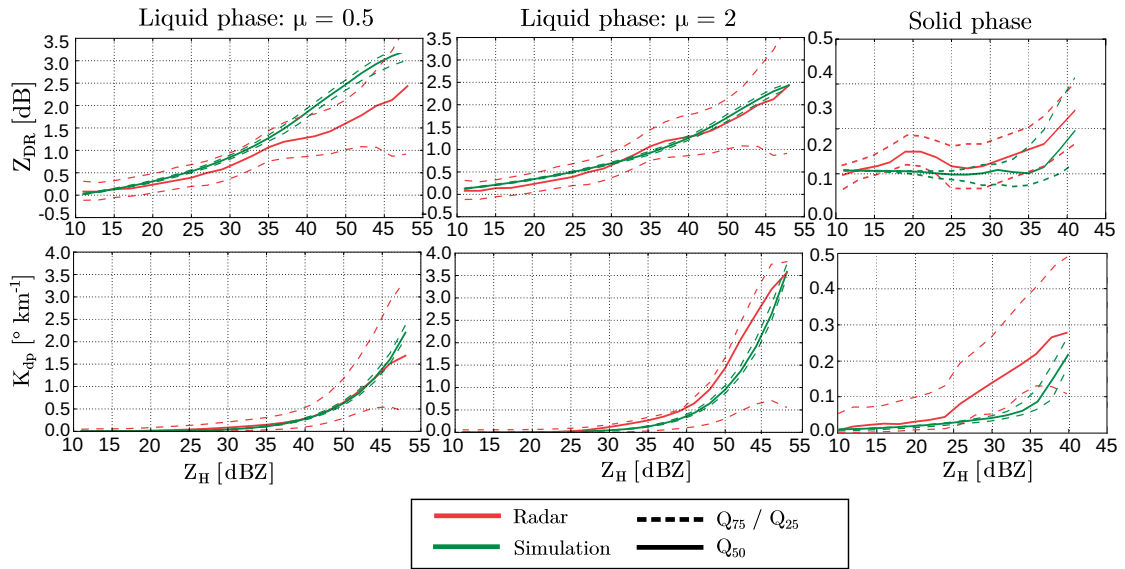 Liquid phase: μ = 0.5
Liquid phase: μ = 2
Solid phase
Z_DR [dB]
3.5
3.0
2.5
2.0
1.5
1.0
0.5
0.0
-0.5
10 15 20 25 30 35 40 45 50 55
3.5
3.0
2.5
2.0
1.5
1.0
0.5
0.0
0.5
10 15 20 25 30 35 40 45 50 55
0.5
0.4
0.3
0.2
0.1
0.0
10 15 20 25 30 35 40 45
K_dp [° km⁻¹]
4.0
3.5
3.0
2.5
2.0
1.5
1.0
0.5
0.0
10 15 20 25 30 35 40 50 45 55
4.0
3.5
3.0
2.5
2.0
1.5
1.0
0.5
0.0
10 15 20 25 30 35 40 50 45 55
0.5
0.4
0.3
0.2
0.1
0.0
10 15 20 25 30 35 40 45
Z_H [dBZ]
Z_H [dBZ]
Z_H [dBZ]
Radar
Q₇₅ / Q₂₅
Simulation
Q₅₀